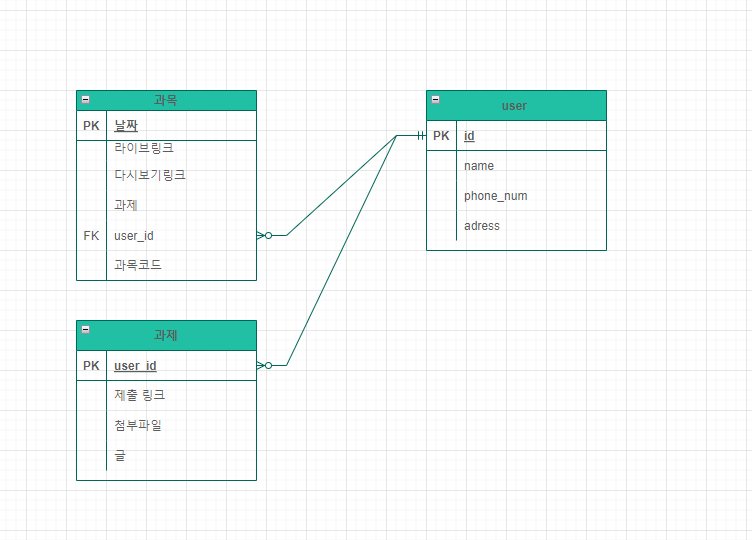 과목
PK 날짜
라이브링크
다시보기링크
과제
FK user_id
과목코드
user
PK id
name
phone_num
adress
과제
PK user_id
제출 링크
첨부파일
글